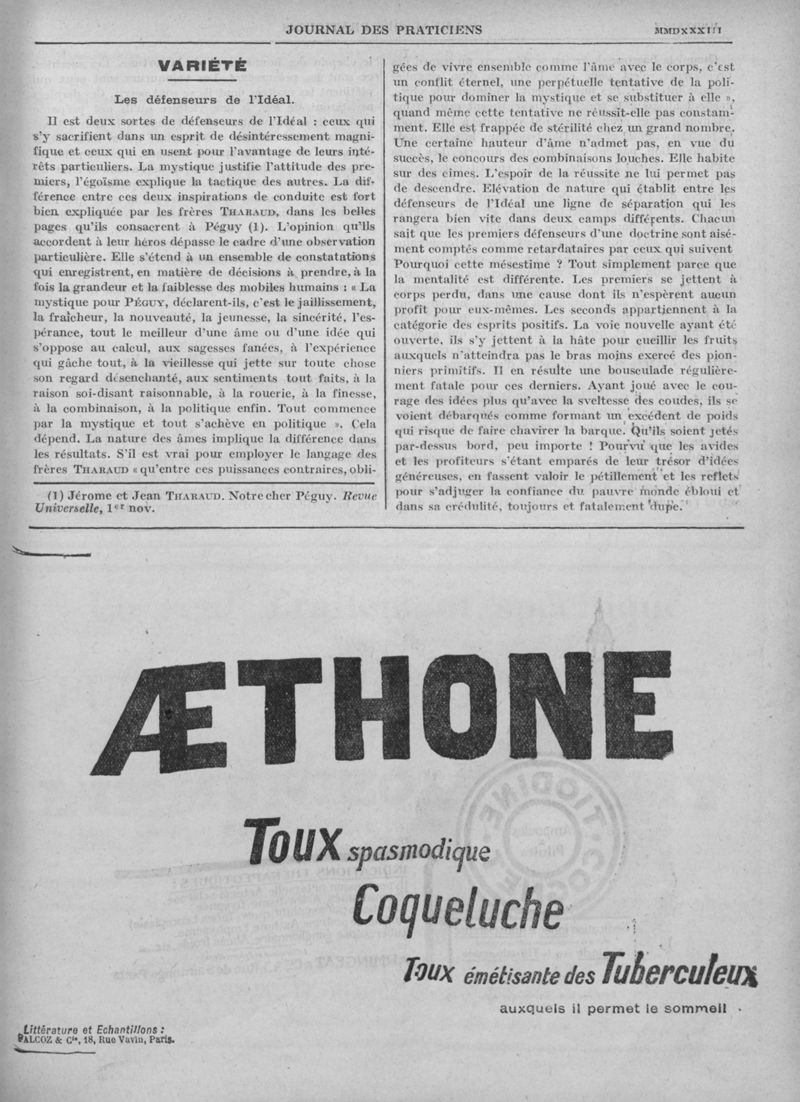 JOURNAL DES PRATICIENS MMDXXXIII
VARIÉTÉ
Les défenseurs de l'Idéal.
Il est deux sortes de défenseurs de l'Idéal : ceux qui
s'y sacrifient dans un esprit de désintéressement magni-
fique et ceux qui en usent pour l'avantage de leurs inté-
rêts particuliers. La mystique justifie l'attitude des pre-
miers, l'égoïsme explique la tactique des autres. La dif-
férence entre ces deux inspirations de conduite est fort
bien expliquée par les frères THARAUD, dans les belles
pages qu'ils consacrent à Péguy (1). L'opinion qu'ils
accordent à leur héros dépasse le cadre d'une observation
particulière. Elle s'étend à un ensemble de constatations
qui enregistrent, en matière de décisions à prendre, à la
fois la grandeur et la faiblesse des mobiles humains : « La
mystique pour PÉGUY, déclarent-ils, c'est le jaillissement,
la fraîcheur, la nouveauté, la jeunesse, la sincérité, l'es-
pérance, tout le meilleur d'une âme ou d'une idée qui
s'oppose au calcul, aux sagesses fanées, à l'expérience
qui gâche tout, à la vieillesse qui jette sur toute chose
son regard désenchanté, aux sentiments tout faits, à la
raison soi-disant raisonnable, à la rouerie, à la finesse,
à la combinaison, à la politique enfin. Tout commence
par la mystique et tout s'achève en politique ». Cela
dépend. La nature des âmes implique la différence dans
les résultats. S'il est vrai pour employer le langage des
frères THARAUD « qu'entre ces puissances contraires, obli-
(1) Jérome et Jean THARAUD. Notre cher Péguy. Revue
Universelle, 1er nov.
gées de vivre ensemble comme l'âme avec le corps, c'est
un conflit éternel, une perpétuelle tentative de la poli-
tique pour dominer la mystique et se substituer à elle »,
quand même cette tentative ne réussit-elle pas constam-
ment. Elle est frappée de stérilité chez un grand nombre.
Une certaine hauteur d'âme n'admet pas, en vue du
succès, le concours des combinaisons louches. Elle habite
sur des cimes. L'espoir de la réussite ne lui permet pas
de descendre. Elévation de nature qui établit entre les
défenseurs de l'Idéal une ligne de séparation qui les
rangera bien vite dans deux camps différents. Chacun
sait que les premiers défenseurs d'une doctrine sont aisé-
ment comptés comme retardataires par ceux qui suivent
Pourquoi cette mésestime ? Tout simplement parce que
la mentalité est différente. Les premiers se jettent à
corps perdu, dans une cause dont ils n'espèrent aucun
profit pour eux-mêmes. Les seconds appartiennent à la
catégorie des esprits positifs. La voie nouvelle ayant été
ouverte, ils s'y jettent à la hâte pour cueillir les fruits
auxquels n'atteindra pas le bras moins exercé des pion-
niers primitifs. Il en résulte une bousculade régulière-
ment fatale pour ces derniers. Ayant joué avec le cou-
rage des idées plus qu'avec la sveltesse des coudes, ils se
voient débarqués comme formant un excédent de poids
qui risque de faire chavirer la barque. Qu'ils soient jetés
par-dessus bord, peu importe ! Pourvu que les avides
et les profiteurs s'étant emparés de leur trésor d'idées
généreuses, en fassent valoir le pétillement et les reflets
pour s'adjuger la confiance du pauvre monde ébloui et
dans sa crédulité, toujours et fatalement dupe.
ÆTHONE
TOUX spasmodique
Coqueluche
Toux émétisante des Tuberculeux
auxquels il permet le sommeil
Littérature et Echantillons :
FALCOZ & Cie, 18, Rue Vavin, Paris.